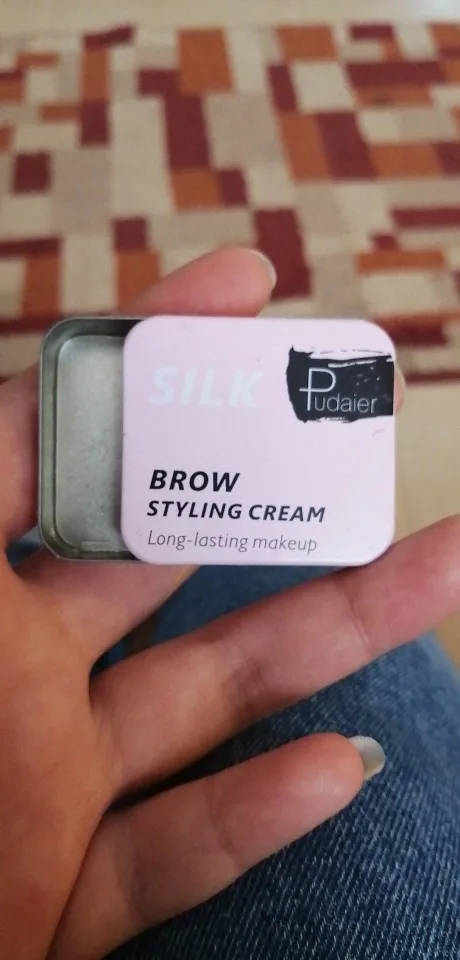 SILK
Pudaier
BROW
STYLING CREAM
Long-lasting makeup